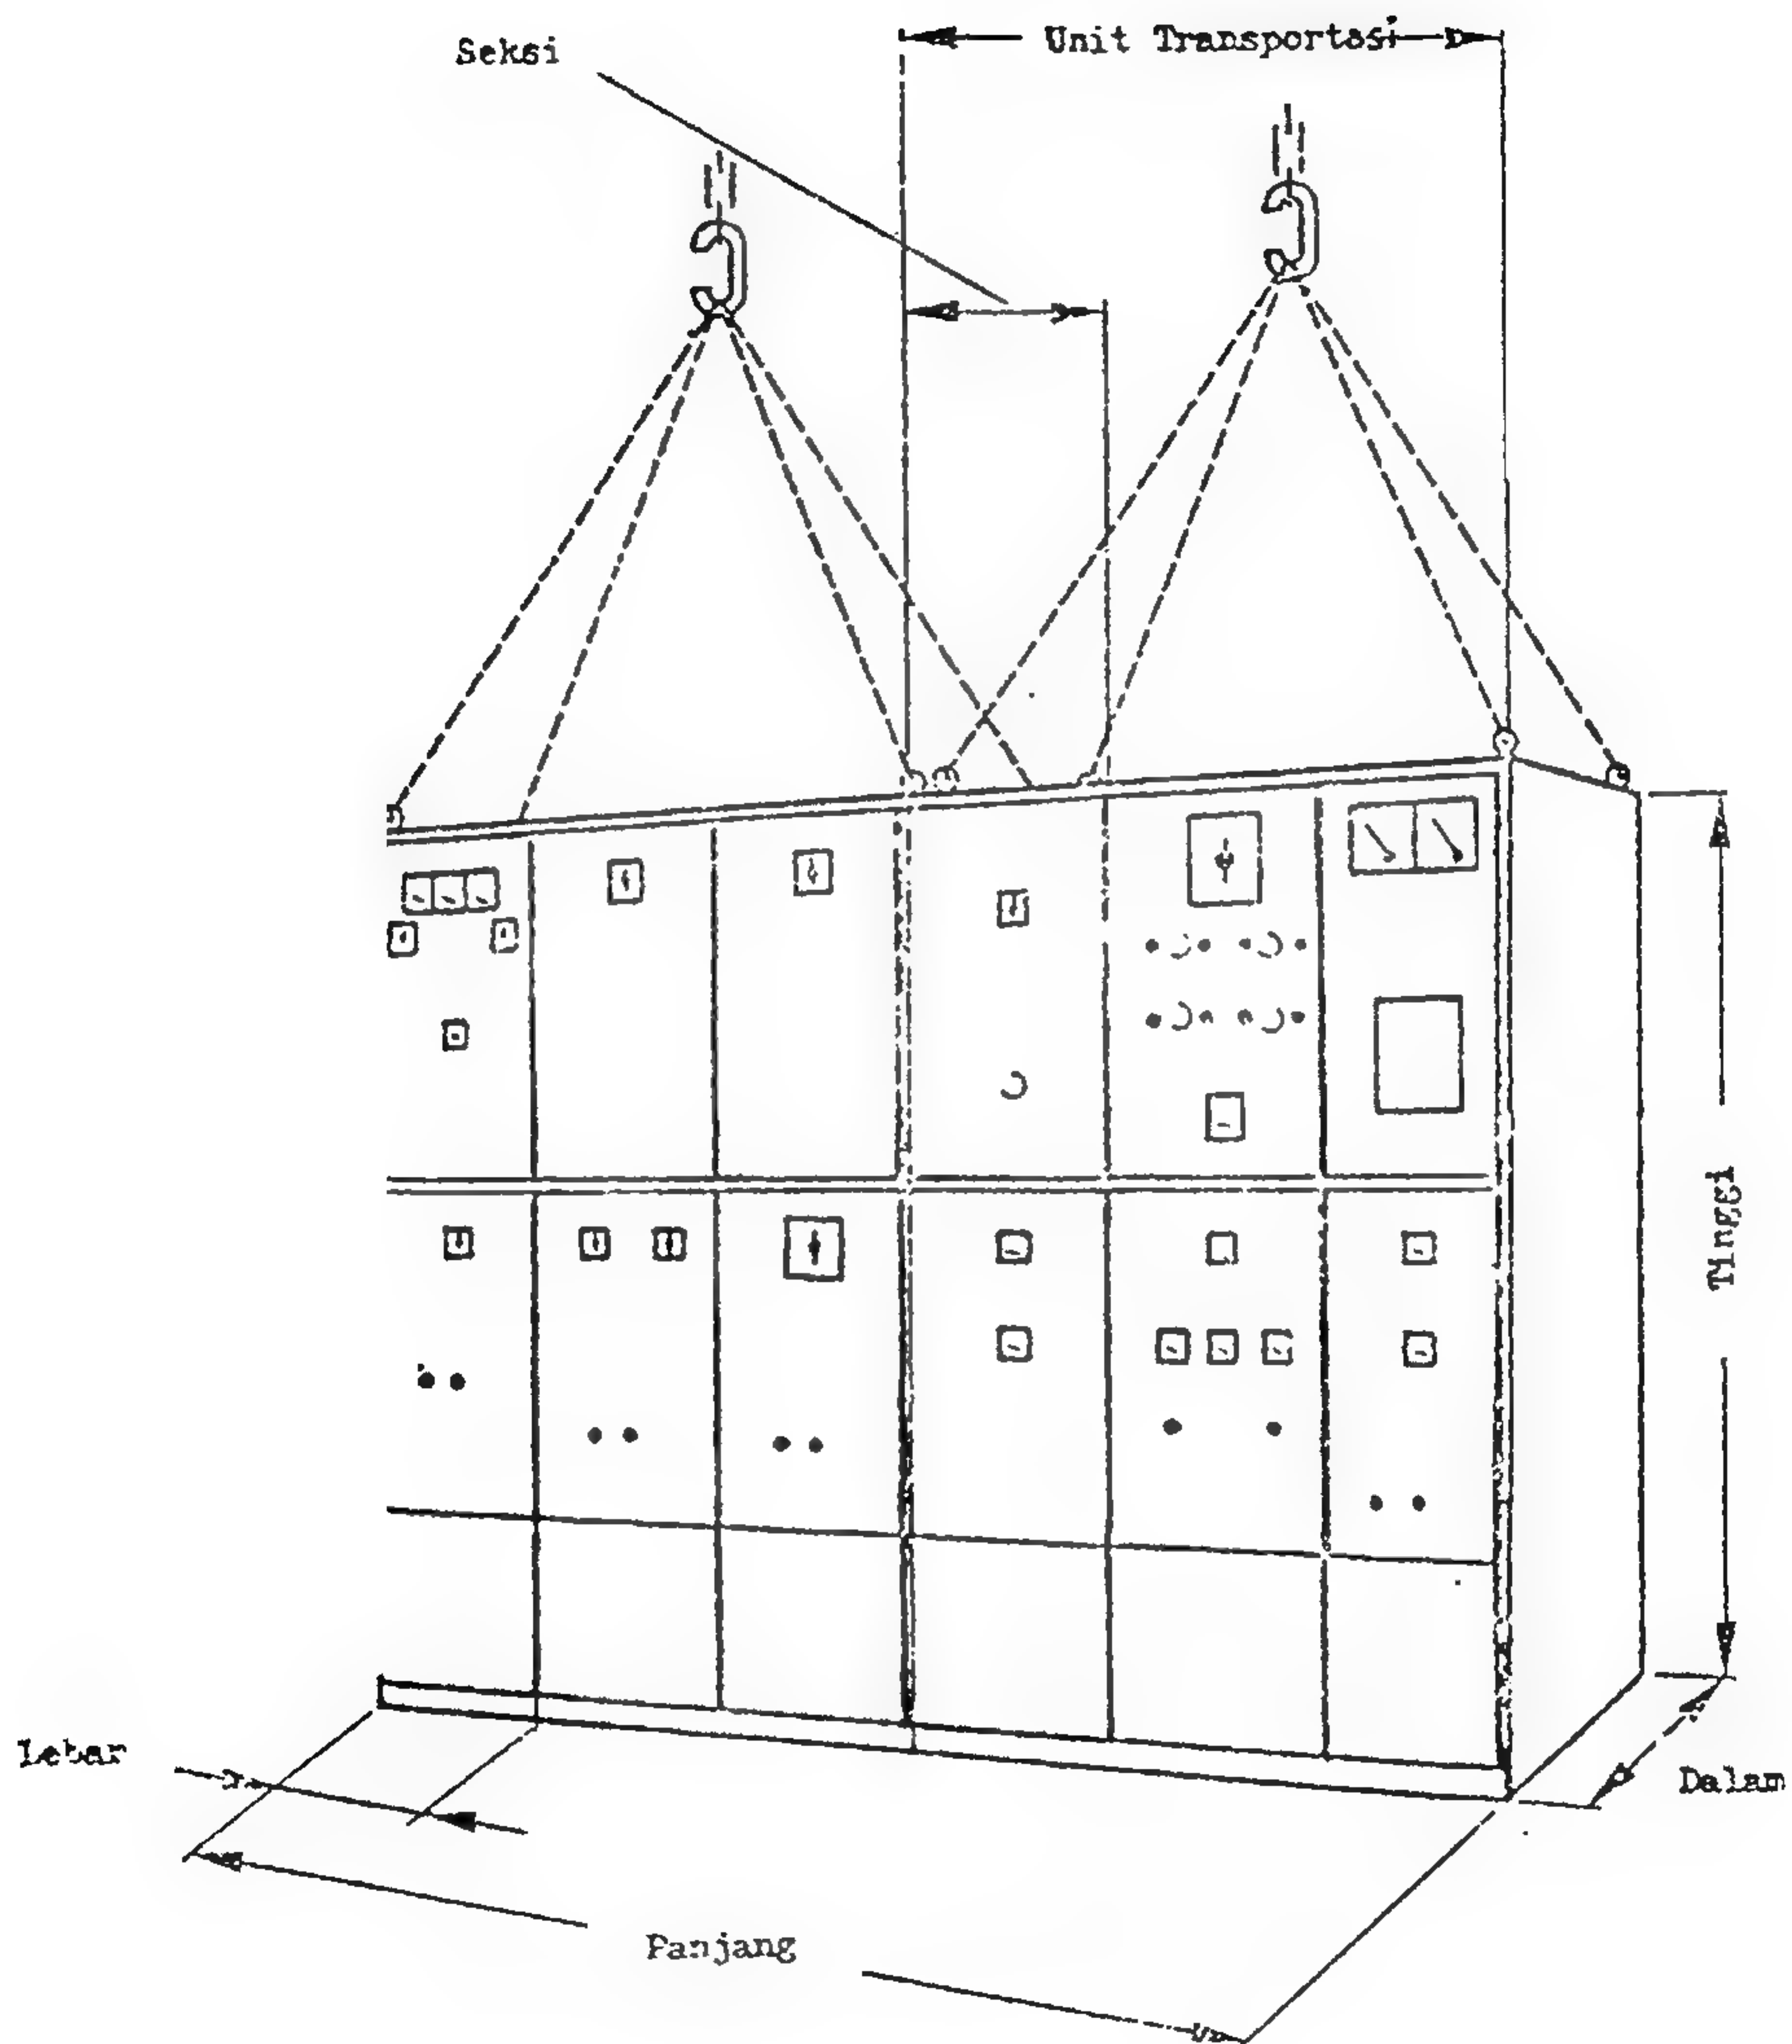 Seksi
Unit Transportasi
Tinggi
Lebar
Dalam
Panjang